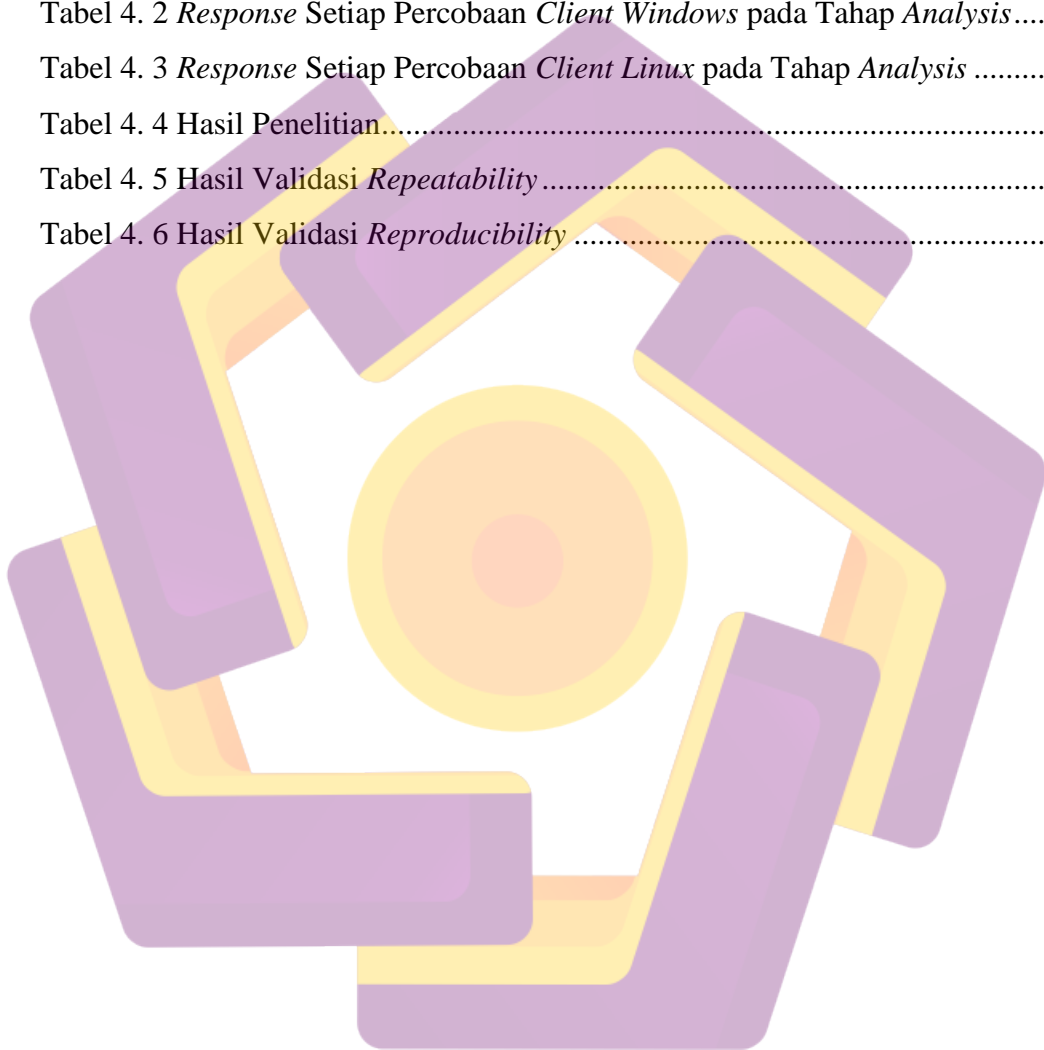 Tabel 4. 2 Response Setiap Percobaan Client Windows pada Tahap Analysis....
Tabel 4. 3 Response Setiap Percobaan Client Linux pada Tahap Analysis .........
Tabel 4. 4 Hasil Penelitian....................................................................................
Tabel 4. 5 Hasil Validasi Repeatability ...............................................................
Tabel 4. 6 Hasil Validasi Reproducibility ..........................................................